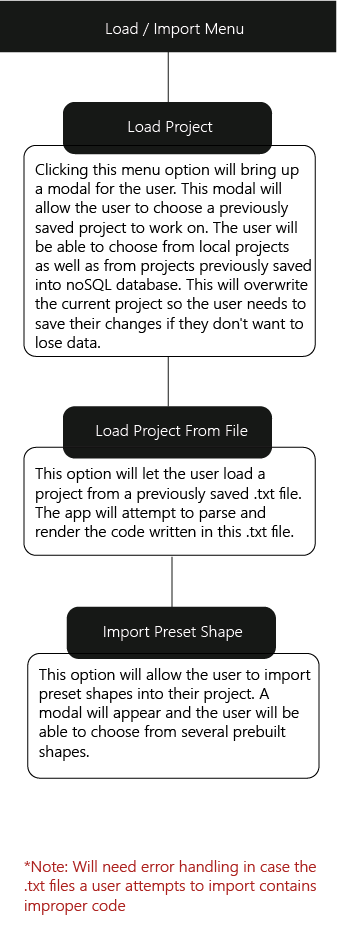 Load / Import Menu
Load Project
Clicking this menu option will bring up
a modal for the user. This modal will
allow the user to choose a previously
saved project to work on. The user will
be able to choose from local projects
as well as from projects previously saved
into noSQL database. This will overwrite
the current project so the user needs to
save their changes if they don't want to
lose data.
Load Project From File
This option will let the user load a
project from a previously saved .txt file.
The app will attempt to parse and
render the code written in this .txt file.
Import Preset Shape
This option will allow the user to import
preset shapes into their project. A
modal will appear and the user will be
able to choose from several prebuilt
shapes.
*Note: Will need error handling in case the
.txt files a user attempts to import contains
improper code